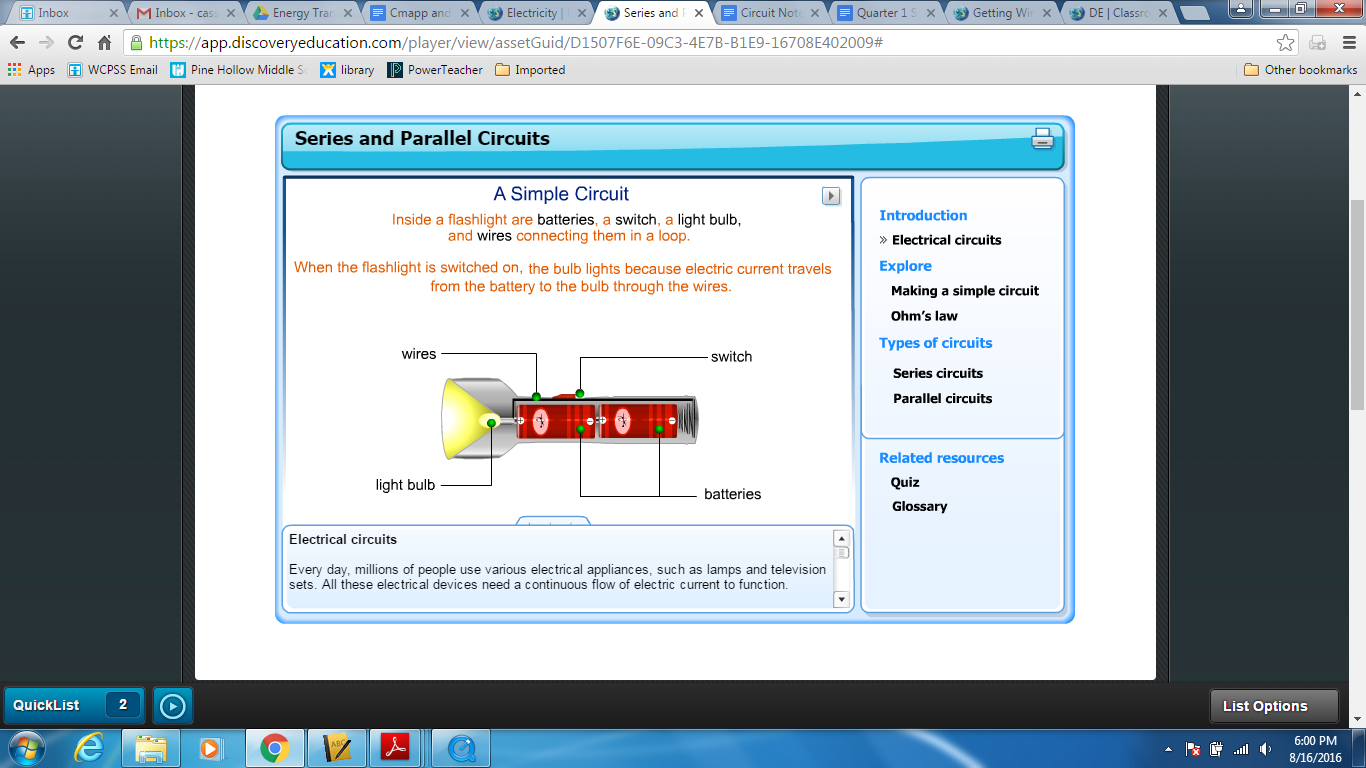 Inbox
Inbox - cas
Energy Tran
Cmapp and
Electricity |
Series and P
Circuit Note
Quarter 1 S
Getting Wir
DE | Classro
https://app.discoveryeducation.com/player/view/assetGuid/D1507F6E-09C3-4E7B-B1E9-16708E402009#
Apps
WCPSS Email
Pine Hollow Middle Sc
library
PowerTeacher
Imported
Other bookmarks
Series and Parallel Circuits
A Simple Circuit
Inside a flashlight are batteries, a switch, a light bulb,
and wires connecting them in a loop.
When the flashlight is switched on, the bulb lights because electric current travels
from the battery to the bulb through the wires.
wires
switch
light bulb
batteries
Introduction
» Electrical circuits
Explore
Making a simple circuit
Ohm's law
Types of circuits
Series circuits
Parallel circuits
Related resources
Quiz
Glossary
Electrical circuits
Every day, millions of people use various electrical appliances, such as lamps and television
sets. All these electrical devices need a continuous flow of electric current to function.
QuickList 2
List Options
ABC
6:00 PM
8/16/2016